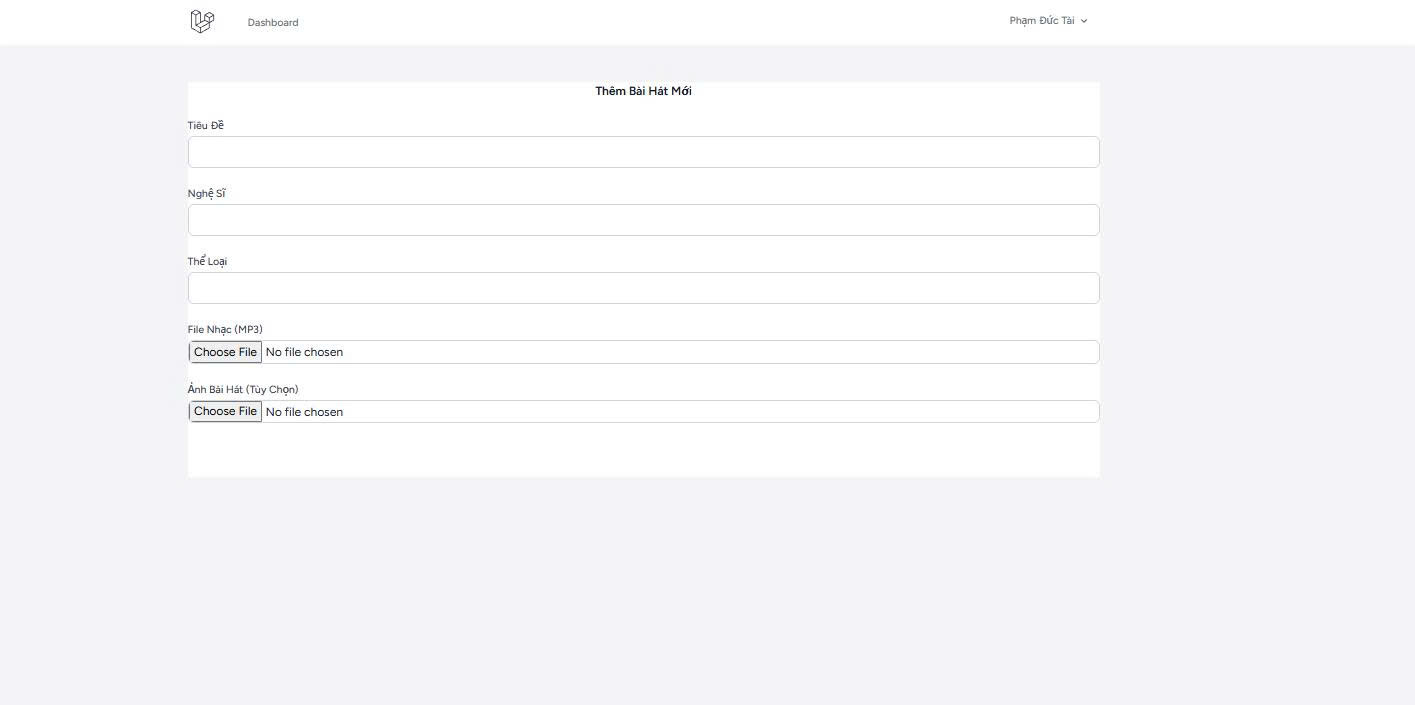 Dashboard
Phạm Đức Tài
Thêm Bài Hát Mới
Tiêu Đề
Nghệ Sĩ
Thể Loại
File Nhạc (MP3)
Choose File No file chosen
Ảnh Bài Hát (Tùy Chọn)
Choose File No file chosen